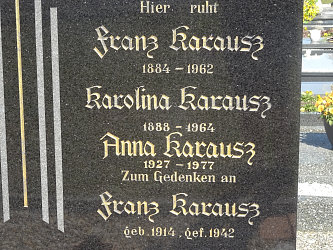 Hier ruht
Franz Karausz
1884 - 1962
Karolina Karausz
1888 - 1964
Anna Karausz
1927 - 1977
Zum Gedenken an
Franz Karausz
geb. 1914, gef. 1942